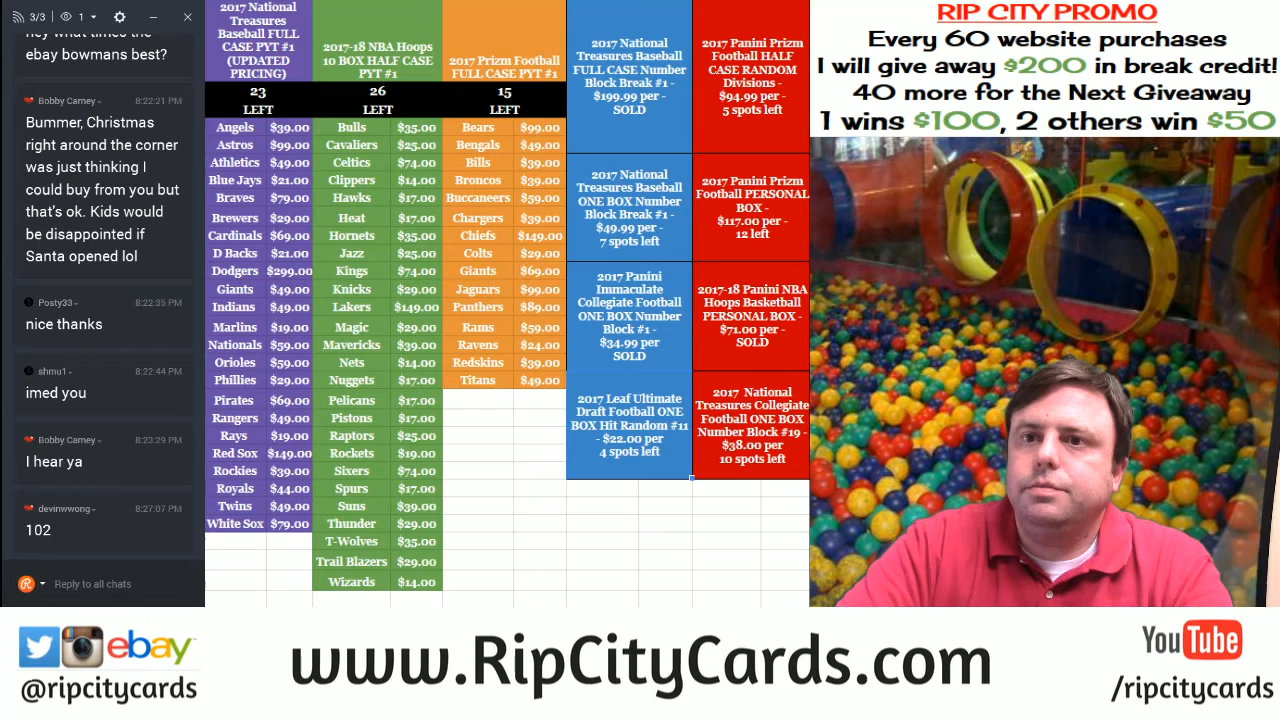 3/3
1
hey what times the
ebay bowmans best?
Bobby Carney
8:22:21 PM
Bummer, Christmas
right around the corner
was just thinking I
could buy from you but
that's ok. Kids would
be disappointed if
Santa opened lol
Posty33
8:22:35 PM
nice thanks
shmu1
8:22:44 PM
imed you
Bobby Carney
8:23:29 PM
I hear ya
devinwwong
8:27:07 PM
102
Reply to all chats
2017 National
Treasures
Baseball FULL
CASE PYT #1
(UPDATED
PRICING)
23
LEFT
Angels $39.00
Astros $99.00
Athletics $49.00
Blue Jays $21.00
Braves $79.00
Brewers $29.00
Cardinals $69.00
D Backs $21.00
Dodgers $299.00
Giants $49.00
Indians $49.00
Marlins $19.00
Nationals $59.00
Orioles $59.00
Phillies $29.00
Pirates $69.00
Rangers $49.00
Rays $19.00
Red Sox $149.00
Rockies $39.00
Royals $44.00
Twins $49.00
White Sox $79.00
2017-18 NBA Hoops
10 BOX HALF CASE
PYT #1
26
LEFT
Bulls $35.00
Cavaliers $25.00
Celtics $74.00
Clippers $14.00
Hawks $17.00
Heat $17.00
Hornets $35.00
Jazz $25.00
Kings $74.00
Knicks $29.00
Lakers $149.00
Magic $29.00
Mavericks $39.00
Nets $14.00
Nuggets $17.00
Pelicans $17.00
Pistons $17.00
Raptors $25.00
Rockets $19.00
Sixers $74.00
Spurs $17.00
Suns $39.00
Thunder $29.00
T-Wolves $35.00
Trail Blazers $29.00
Wizards $14.00
2017 Prizm Football
FULL CASE PYT #1
15
LEFT
Bears $99.00
Bengals $49.00
Bills $39.00
Broncos $39.00
Buccaneers $59.00
Chargers $39.00
Chiefs $149.00
Colts $29.00
Giants $69.00
Jaguars $99.00
Panthers $89.00
Rams $59.00
Ravens $24.00
Redskins $39.00
Titans $49.00
2017 National
Treasures Baseball
FULL CASE Number
Block Break #1 -
$199.99 per -
SOLD
2017 National
Treasures Baseball
ONE BOX Number
Block Break #1 -
$49.99 per -
7 spots left
2017 Panini
Immaculate
Collegiate Football
ONE BOX Number
Block #1 -
$34.99 per -
SOLD
2017 Leaf Ultimate
Draft Football ONE
BOX Hit Random #11
- $22.00 per
4 spots left
2017 Panini Prizm
Football HALF
CASE RANDOM
Divisions -
$94.99 per -
5 spots left
2017 Panini Prizm
Football PERSONAL
BOX -
$117.00 per -
12 left
2017-18 Panini NBA
Hoops Basketball
PERSONAL BOX -
$71.00 per -
SOLD
2017 National
Treasures Collegiate
Football ONE BOX
Number Block #19 -
$38.00 per
10 spots left
RIP CITY PROMO
Every 60 website purchases
I will give away $200 in break credit!
40 more for the Next Giveaway
1 wins $100, 2 others win $50
ebay
@ripcitycards
www.RipCityCards.com
YouTube
/ripcitycards